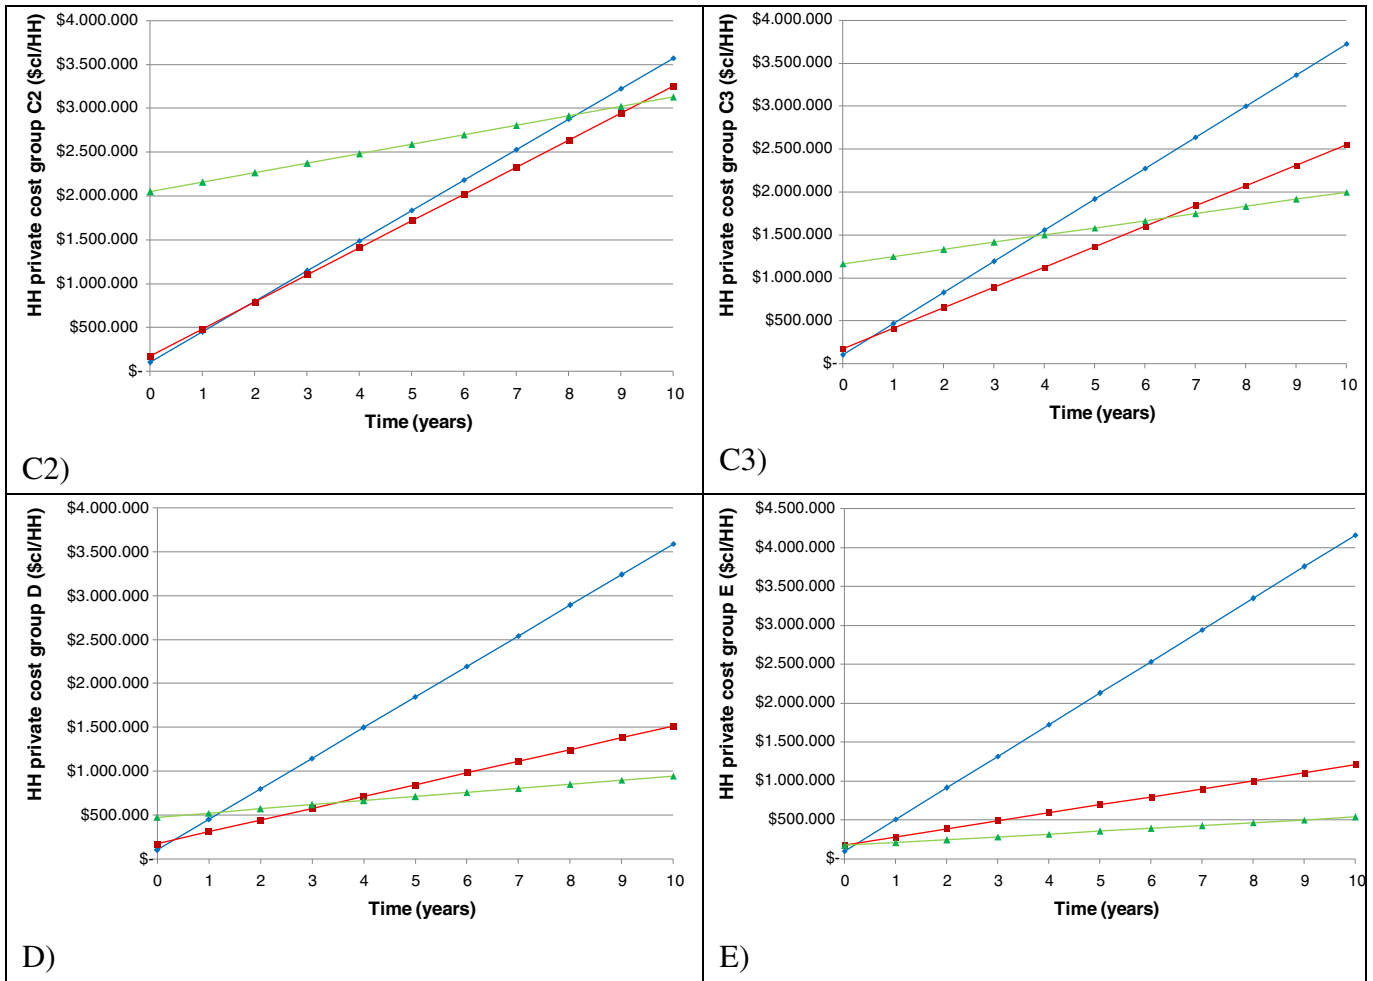 HH private cost group C2 ($cl/HH)
$4.000.000
$3.500.000
$3.000.000
$2.500.000
$2.000.000
$1.500.000
$1.000.000
$500.000
$-
0 1 2 3 4 5 6 7 8 9 10
Time (years)
C2)
HH private cost group C3 ($cl/HH)
$4.000.000
$3.500.000
$3.000.000
$2.500.000
$2.000.000
$1.500.000
$1.000.000
$500.000
$-
0 1 2 3 4 5 6 7 8 9 10
Time (years)
C3)
HH private cost group D ($cl/HH)
$4.000.000
$3.500.000
$3.000.000
$2.500.000
$2.000.000
$1.500.000
$1.000.000
$500.000
$-
0 1 2 3 4 5 6 7 8 9 10
Time (years)
D)
HH private cost group E ($cl/HH)
$4.500.000
$4.000.000
$3.500.000
$3.000.000
$2.500.000
$2.000.000
$1.500.000
$1.000.000
$500.000
$-
0 1 2 3 4 5 6 7 8 9 10
Time (years)
E)